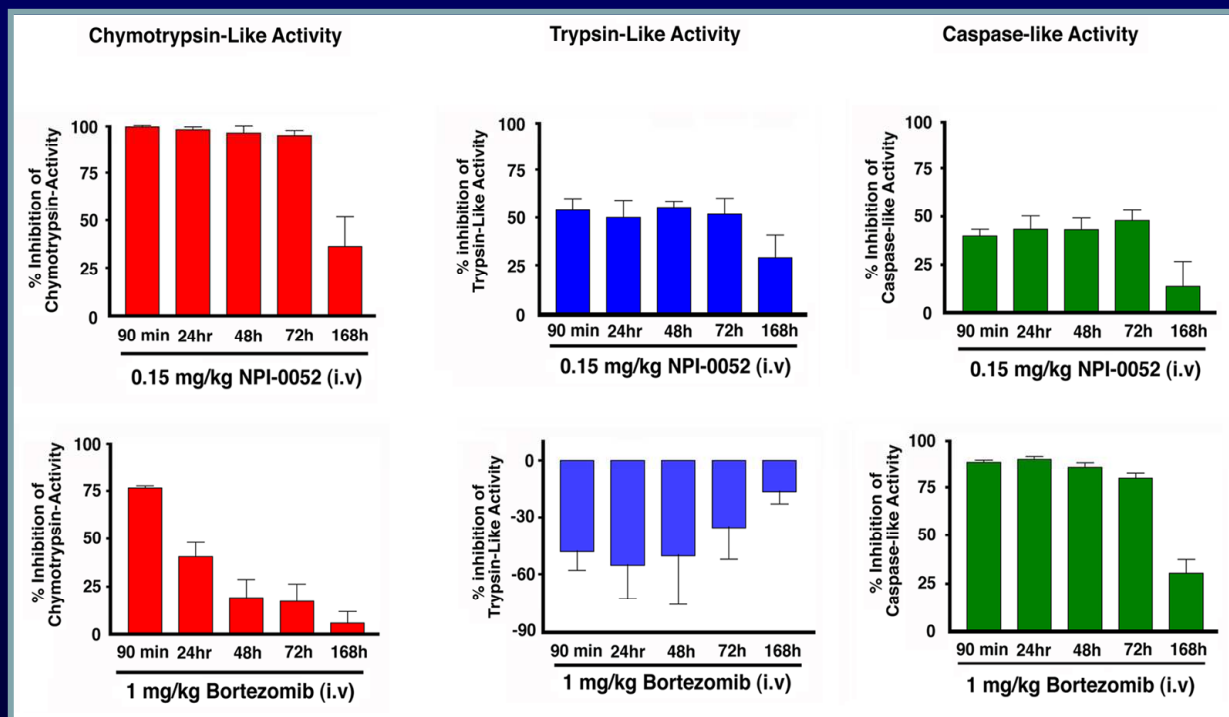 Chymotrypsin-Like Activity
Trypsin-Like Activity
Caspase-like Activity
% Inhibition of
Chymotrypsin-Activity
100
75
50
25
0
90 min 24hr 48h 72h 168h
0.15 mg/kg NPI-0052 (i.v)
% inhibition of
Trypsin-Like Activity
100
75
50
25
0
90 min 24hr 48h 72h 168h
0.15 mg/kg NPI-0052 (i.v)
% Inhibition of
Caspase-like Activity
100
75
50
25
0
90 min 24hr 48h 72h 168h
0.15 mg/kg NPI-0052 (i.v)
% Inhibition of
Chymotrypsin-Activity
100
75
50
25
0
90 min 24hr 48h 72h 168h
1 mg/kg Bortezomib (i.v)
% inhibition of
Trypsin-Like Activity
0
-30
-60
-90
90 min 24hr 48h 72h 168h
1 mg/kg Bortezomib (i.v)
% Inhibition of
Caspase-like Activity
100
75
50
25
0
90 min 24hr 48h 72h 168h
1 mg/kg Bortezomib (i.v)